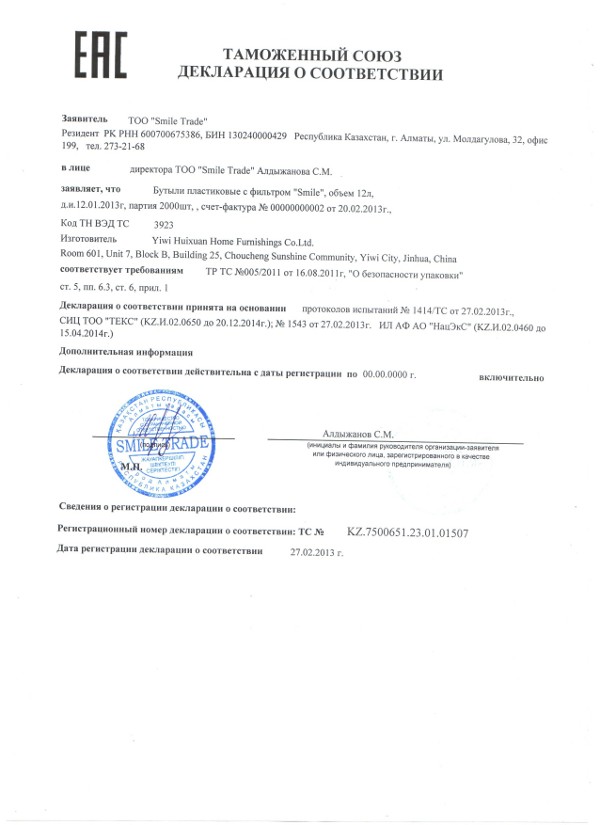 ЕАС
ТАМОЖЕННЫЙ СОЮЗ
ДЕКЛАРАЦИЯ О СООТВЕТСТВИИ
Заявитель ТОО "Smile Trade"
Резидент РК РНН 600700675386, БИН 130240000429 Республика Казахстан, г. Алматы, ул. Молдагулова, 32, офис
199, тел. 273-21-68
в лице директора ТОО "Smile Trade" Алдыжанова С.М.
заявляет, что Бутыли пластиковые с фильтром "Smile", объем 12л,
д.и.12.01.2013г, партия 2000шт, , счет-фактура № 00000000002 от 20.02.2013г.,
Код ТН ВЭД ТС 3923
Изготовитель Yiwi Huixuan Home Furnishings Co.Ltd.
Room 601, Unit 7, Block B, Building 25, Choucheng Sunshine Community, Yiwi City, Jinhua, China
соответствует требованиям ТР ТС №005/2011 от 16.08.2011г, "О безопасности упаковки"
ст. 5, пп. 6.3, ст. 6, прил. 1
Декларация о соответствии принята на основании протоколов испытаний № 1414/ТС от 27.02.2013г.,
СИЦ ТОО "ТЕКС" (KZ.И.02.0650 до 20.12.2014г.); № 1543 от 27.02.2013г. ИЛ АФ АО "НацЭкС" (KZ.И.02.0460 до
15.04.2014г.)
Дополнительная информация
Декларация о соответствии действительна с даты регистрации по 00.00.0000 г. включительно
ҚАЗАҚСТАН РЕСПУБЛИКАСЫ
SMILE TRADE
РЕСПУБЛИКА КАЗАХСТАН
(подпись)
М.П.
Алдыжанов С.М.
(инициалы и фамилия руководителя организации-заявителя
или физического лица, зарегистрированного в качестве
индивидуального предпринимателя)
Сведения о регистрации декларации о соответствии:
Регистрационный номер декларации о соответствии: ТС № KZ.7500651.23.01.01507
Дата регистрации декларации о соответствии 27.02.2013 г.